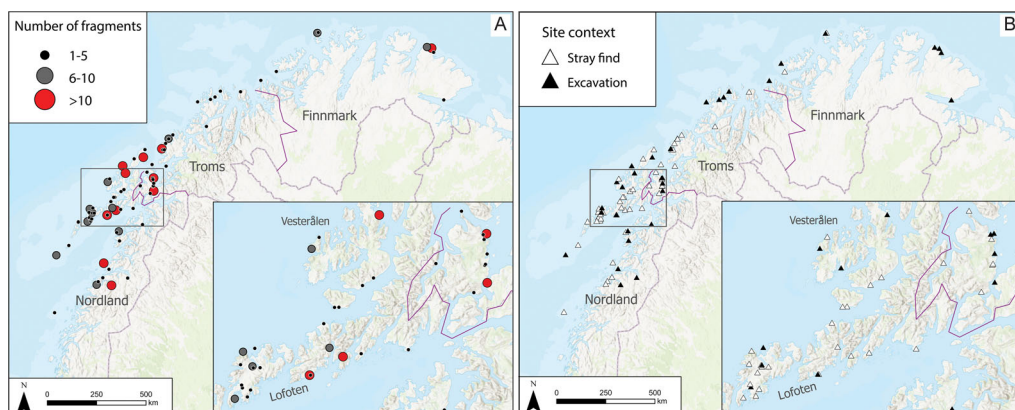 Number of fragments
1-5
6-10
>10
A
Finnmark
Troms
Nordland
Vesterålen
Lofoten
N
0 250 500
km
Site context
Stray find
Excavation
B
Finnmark
Troms
Nordland
Vesterålen
Lofoten
N
0 250 500
km